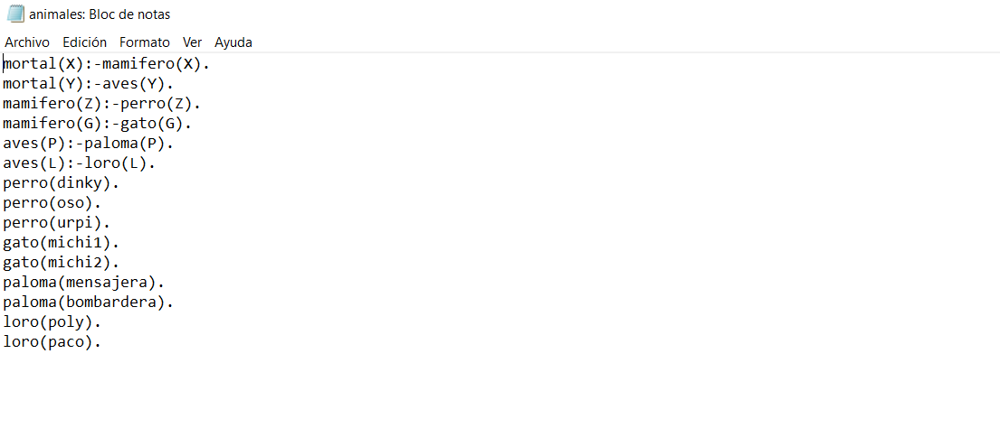 animales: Bloc de notas
Archivo Edición Formato Ver Ayuda
mortal(X):-mamifero(X).
mortal(Y):-aves(Y).
mamifero(Z):-perro(Z).
mamifero(G):-gato(G).
aves(P):-paloma(P).
aves(L):-loro(L).
perro(dinky).
perro(oso).
perro(urpi).
gato(michi1).
gato(michi2).
paloma(mensajera).
paloma(bombardera).
loro(poly).
loro(paco).